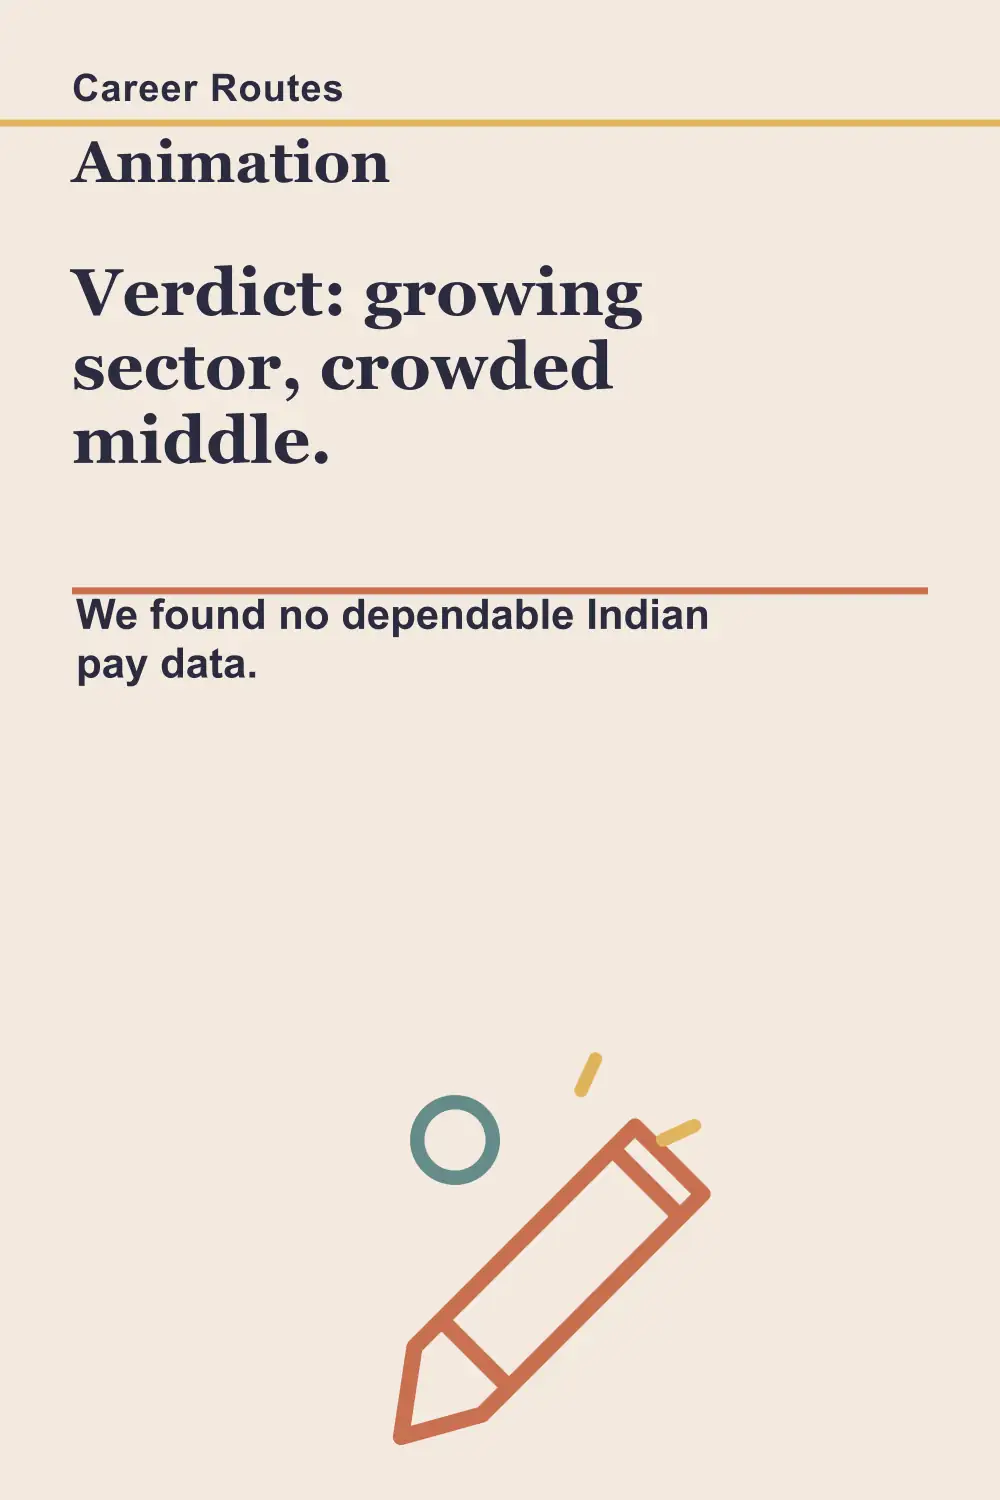 Career Routes
Animation
Verdict: growing
sector, crowded
middle.
We found no dependable Indian
pay data.